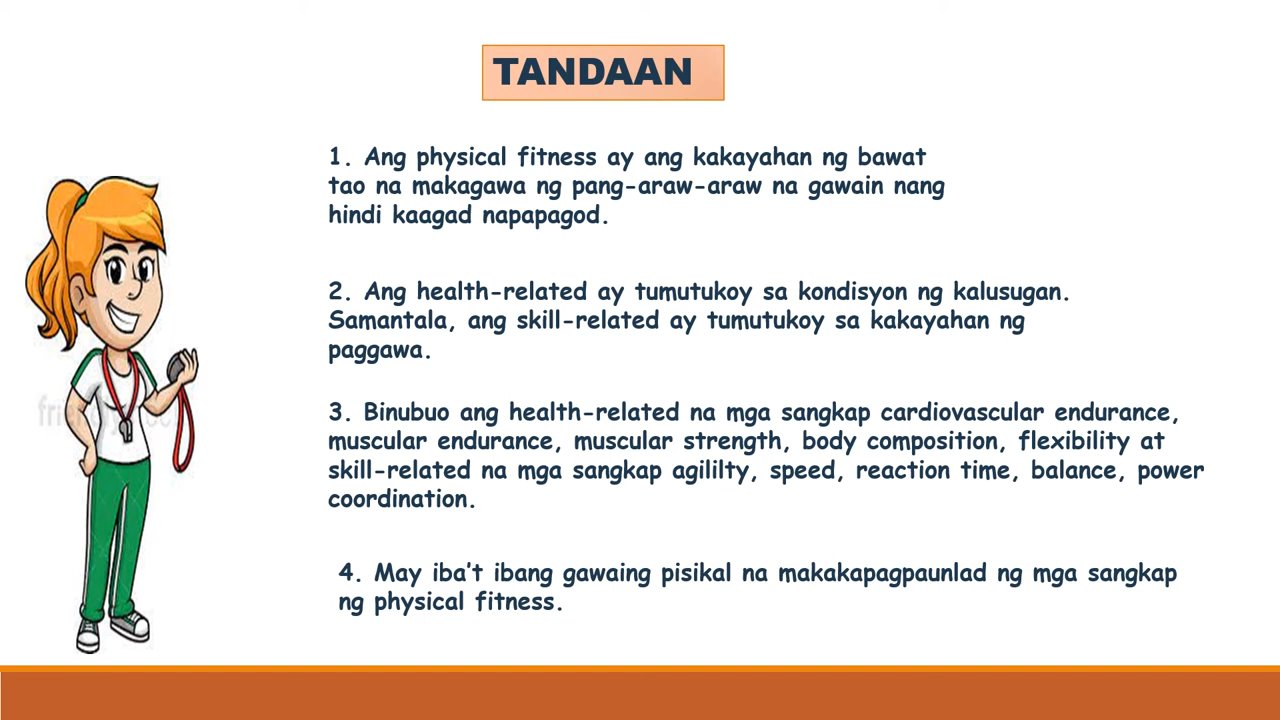 TANDAAN
1. Ang physical fitness ay ang kakayahan ng bawat
tao na makagawa ng pang-araw-araw na gawain nang
hindi kaagad napapagod.
2. Ang health-related ay tumutukoy sa kondisyon ng kalusugan.
Samantala, ang skill-related ay tumutukoy sa kakayahan ng
paggawa.
3. Binubuo ang health-related na mga sangkap cardiovascular endurance,
muscular endurance, muscular strength, body composition, flexibility at
skill-related na mga sangkap agililty, speed, reaction time, balance, power
coordination.
4. May iba't ibang gawaing pisikal na makakapagpaunlad ng mga sangkap
ng physical fitness.